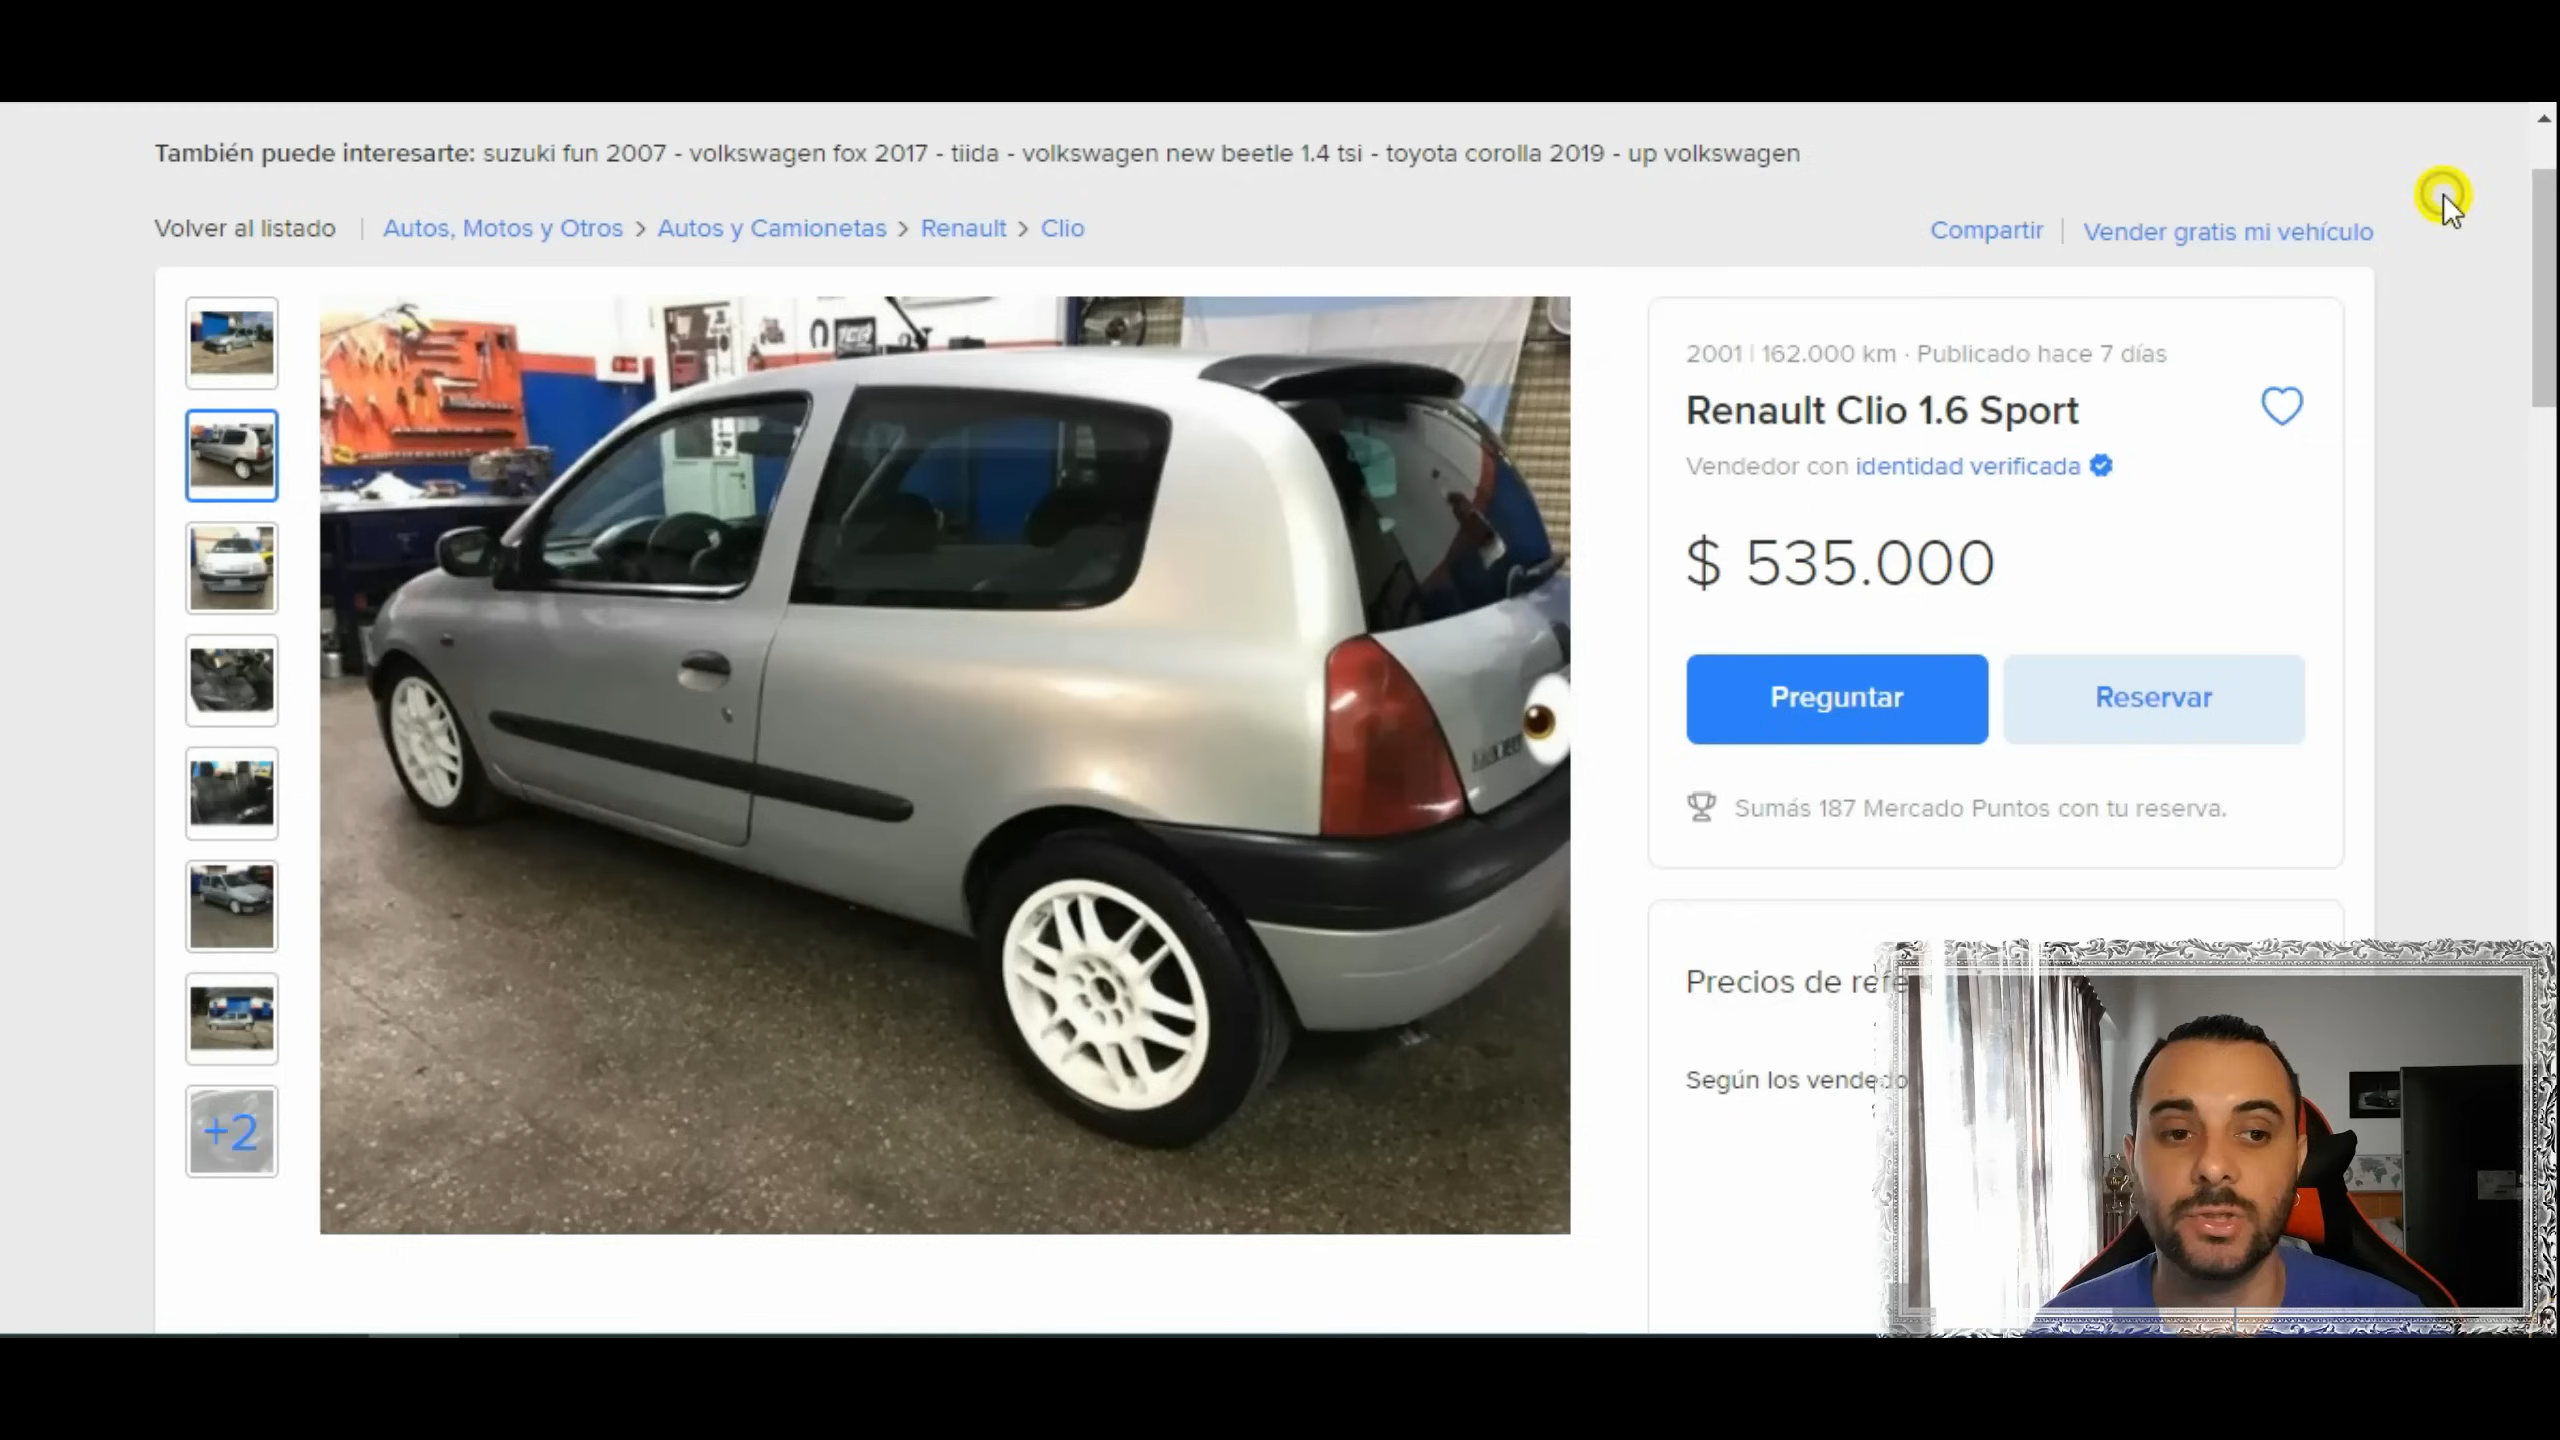 También puede interesarte: suzuki fun 2007 - volkswagen fox 2017 - tiida - volkswagen new beetle 1.4 tsi - toyota corolla 2019 - up volkswagen
Volver al listado | Autos, Motos y Otros > Autos y Camionetas > Renault > Clio
Compartir | Vender gratis mi vehículo
2001 | 162.000 km · Publicado hace 7 días
Renault Clio 1.6 Sport
Vendedor con identidad verificada
$ 535.000
Preguntar
Reservar
Sumás 187 Mercado Puntos con tu reserva.
Precios de refe
Según los vendedo
+2